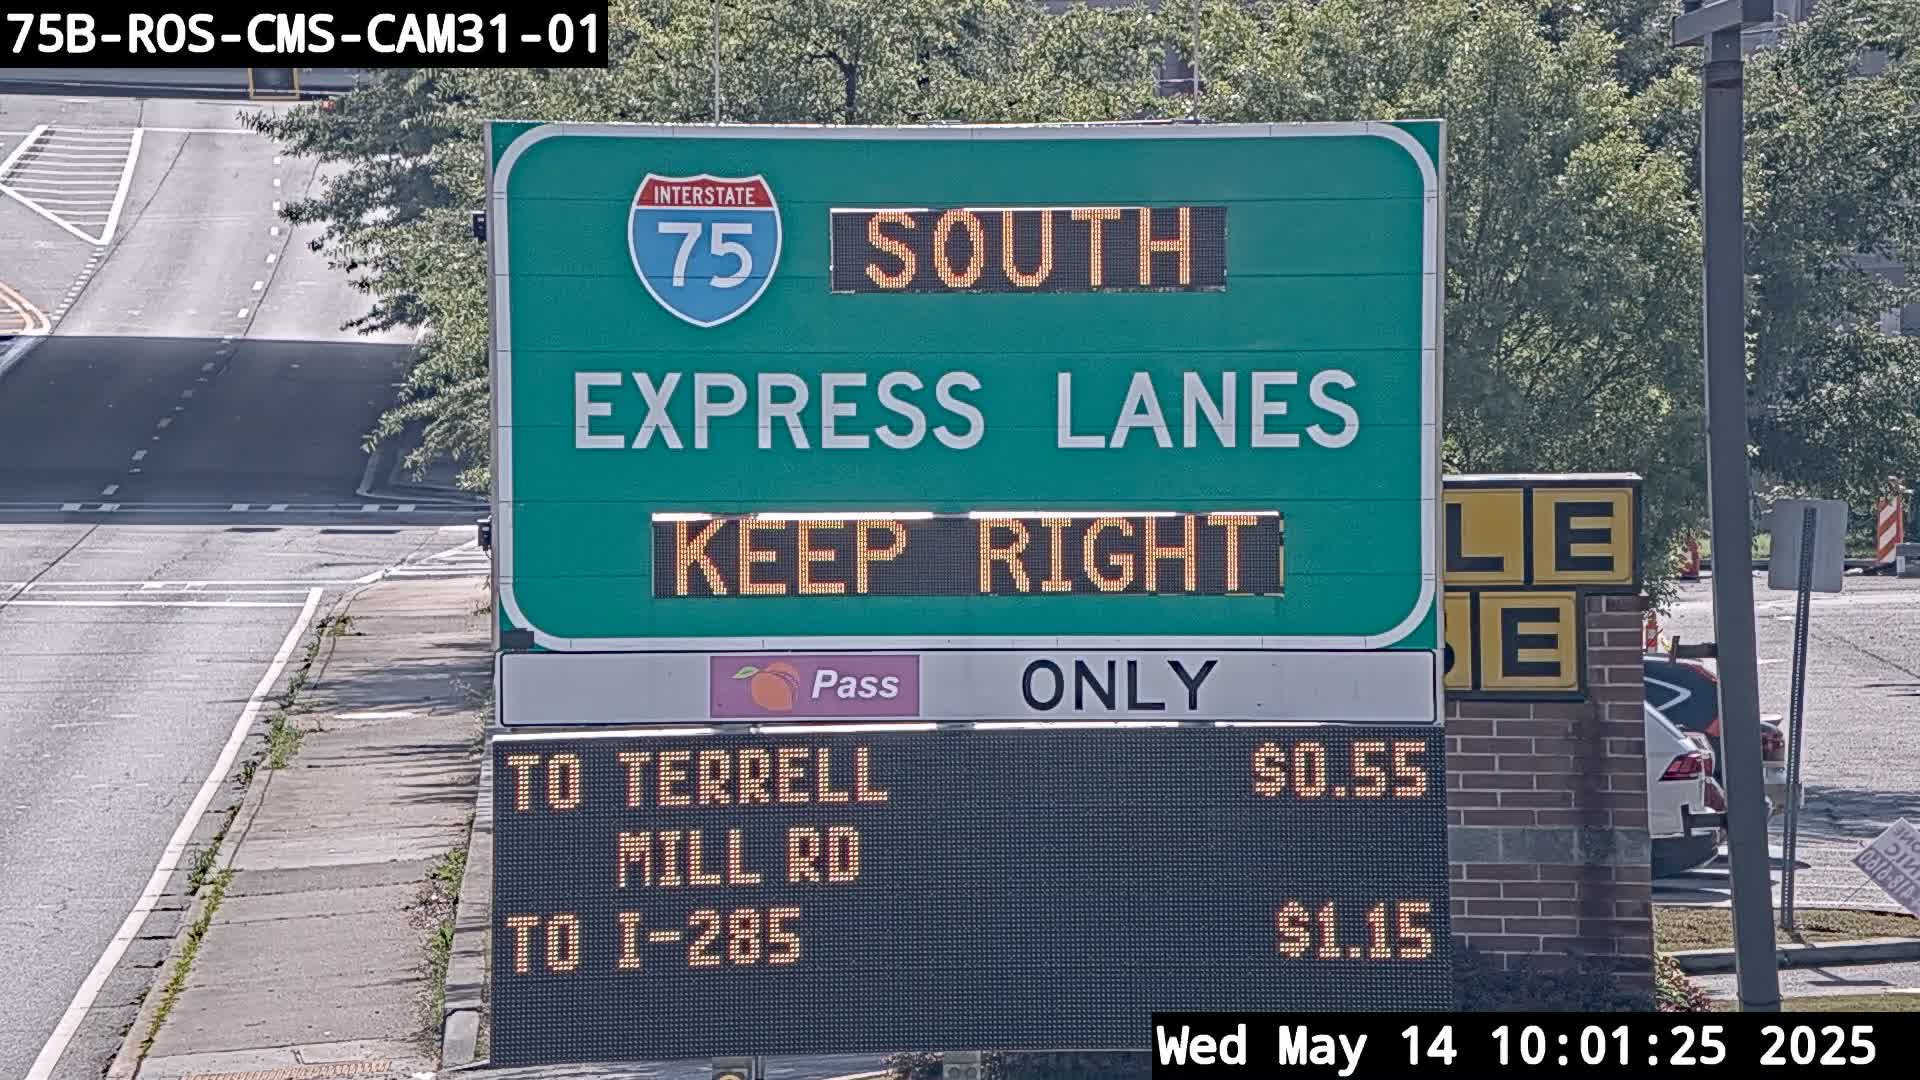 75B-ROS-CMS-CAM31-01
INTERSTATE
75
SOUTH
EXPRESS LANES
KEEP RIGHT
Pass ONLY
TO TERRELL $0.55
MILL RD
TO I-285 $1.15
LE
E
Wed May 14 10:01:25 2025